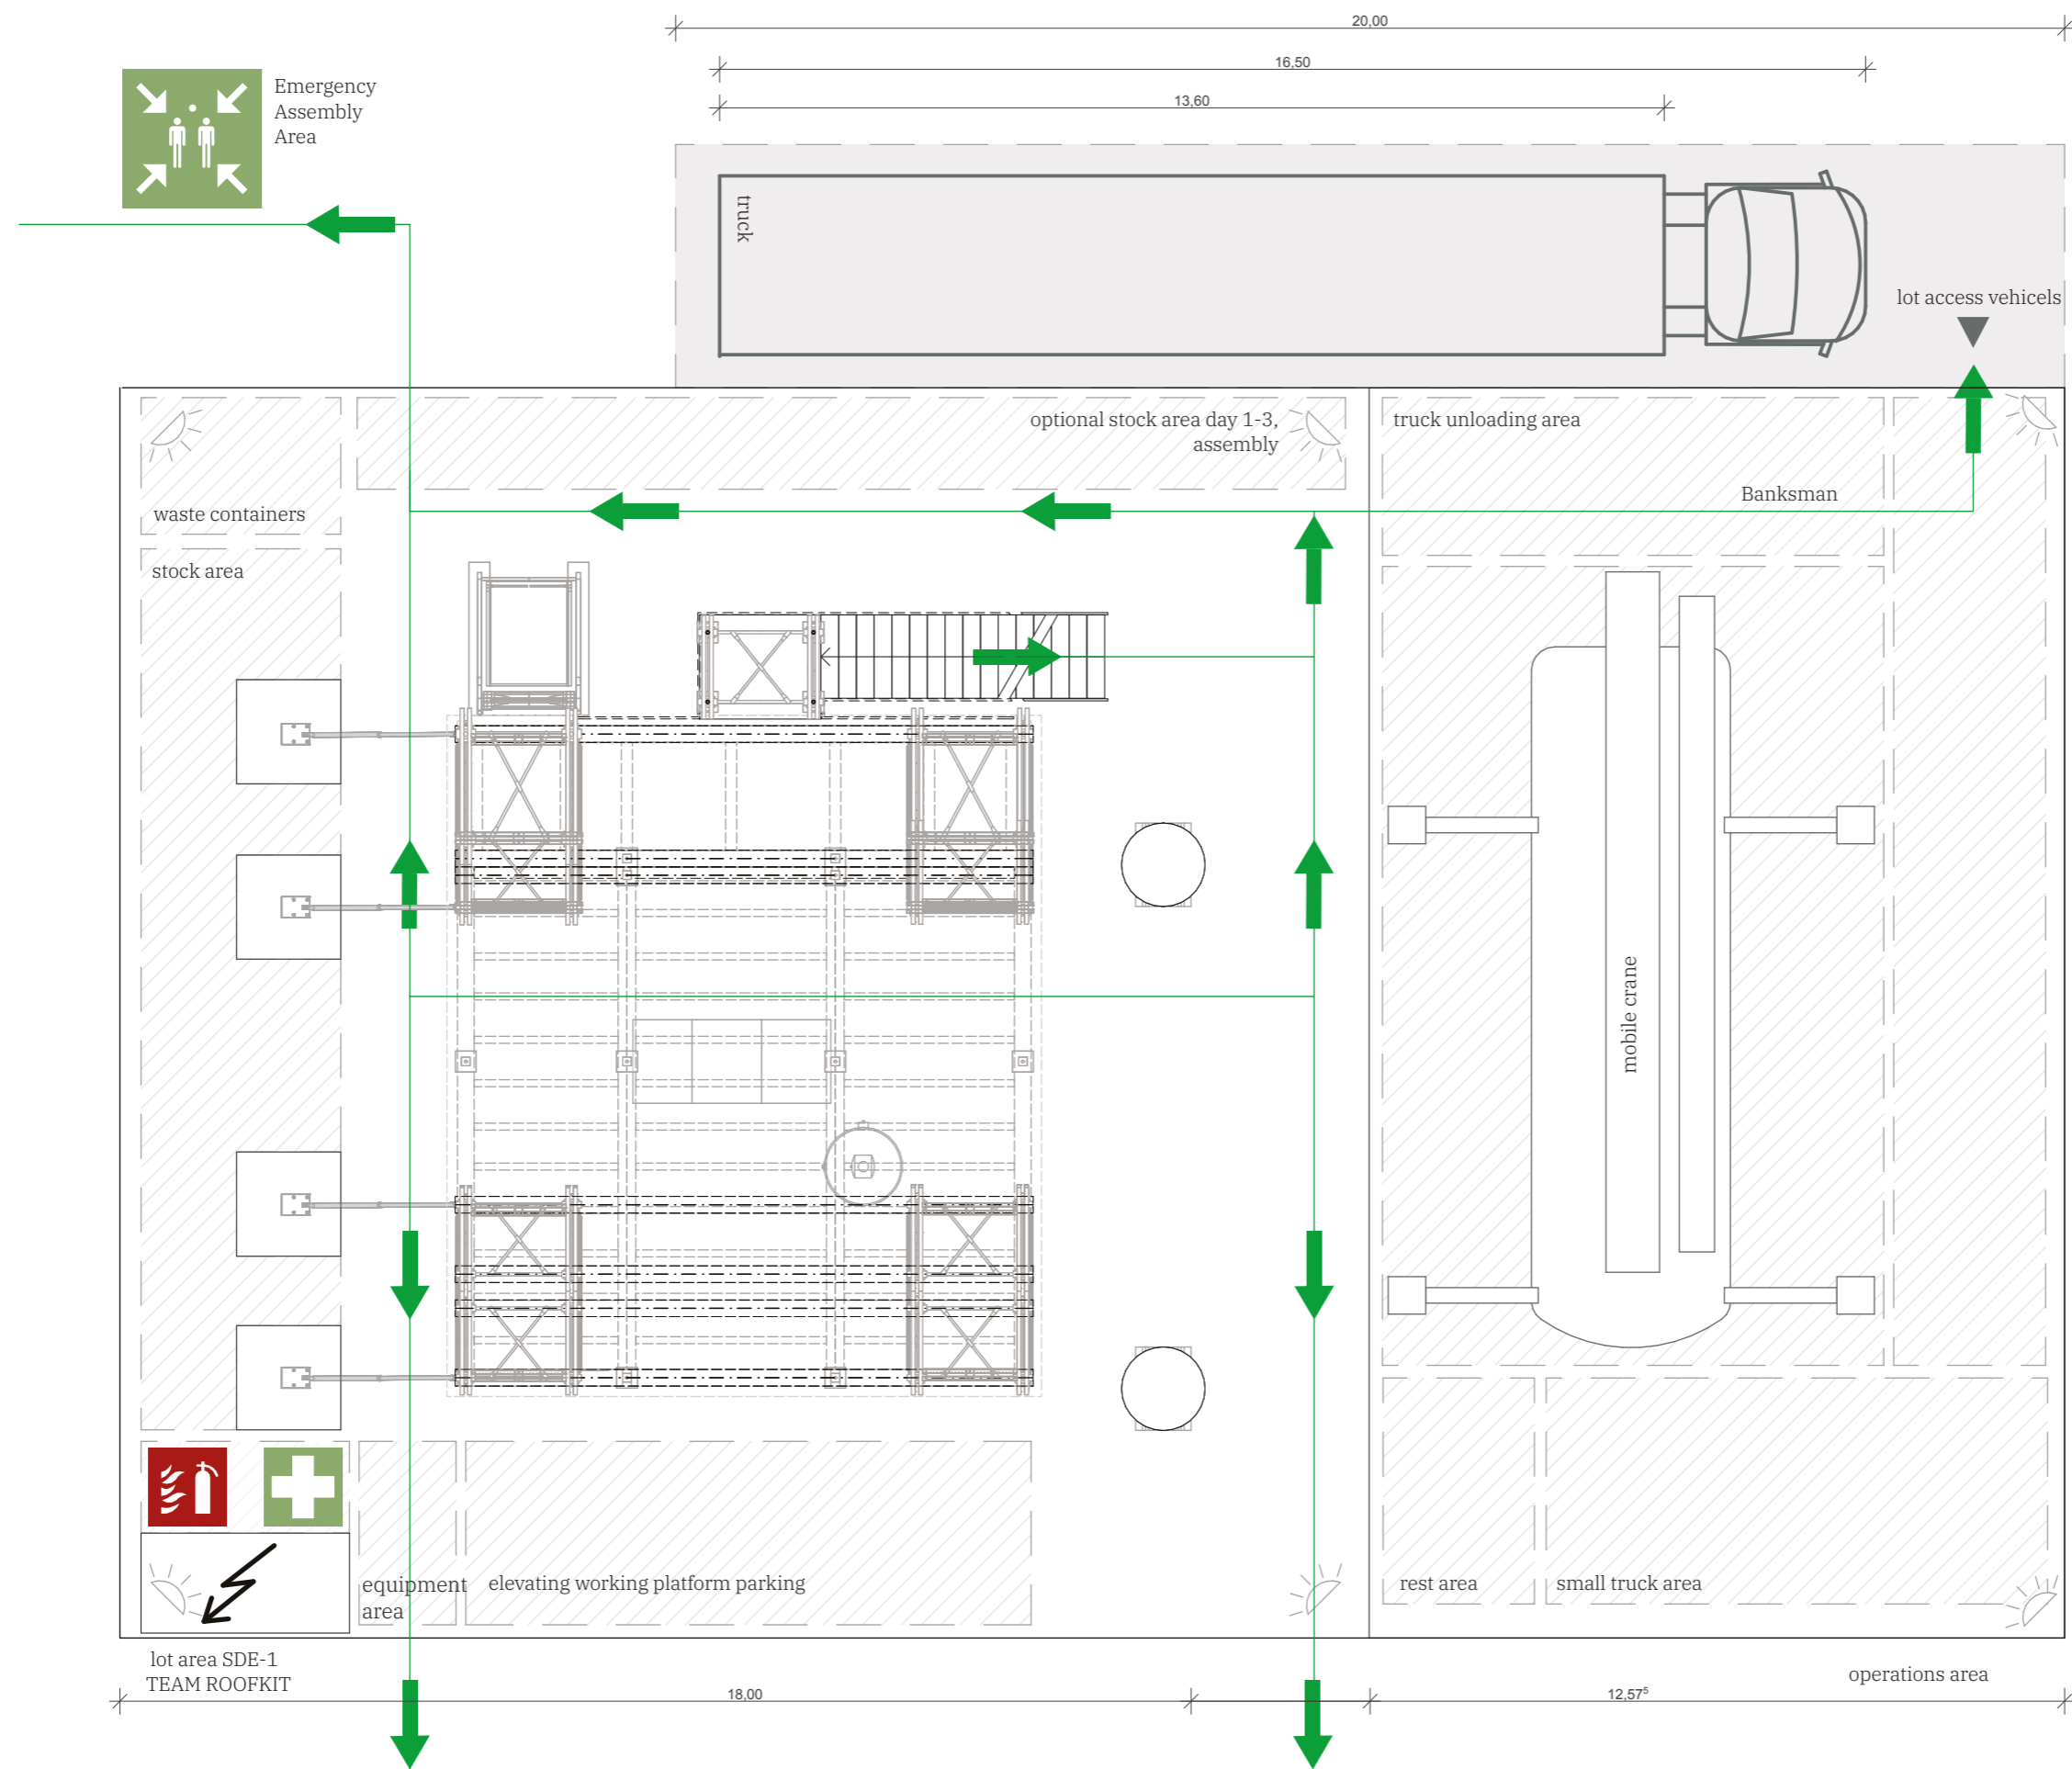 20,00
16,50
13,60
Emergency
Assembly
Area
truck
lot access vehicels
optional stock area day 1-3,
assembly
truck unloading area
Banksman
waste containers
stock area
mobile crane
equipment
area
elevating working platform parking
rest area
small truck area
lot area SDE-1
TEAM ROOFKIT
operations area
18,00
12,57⁵